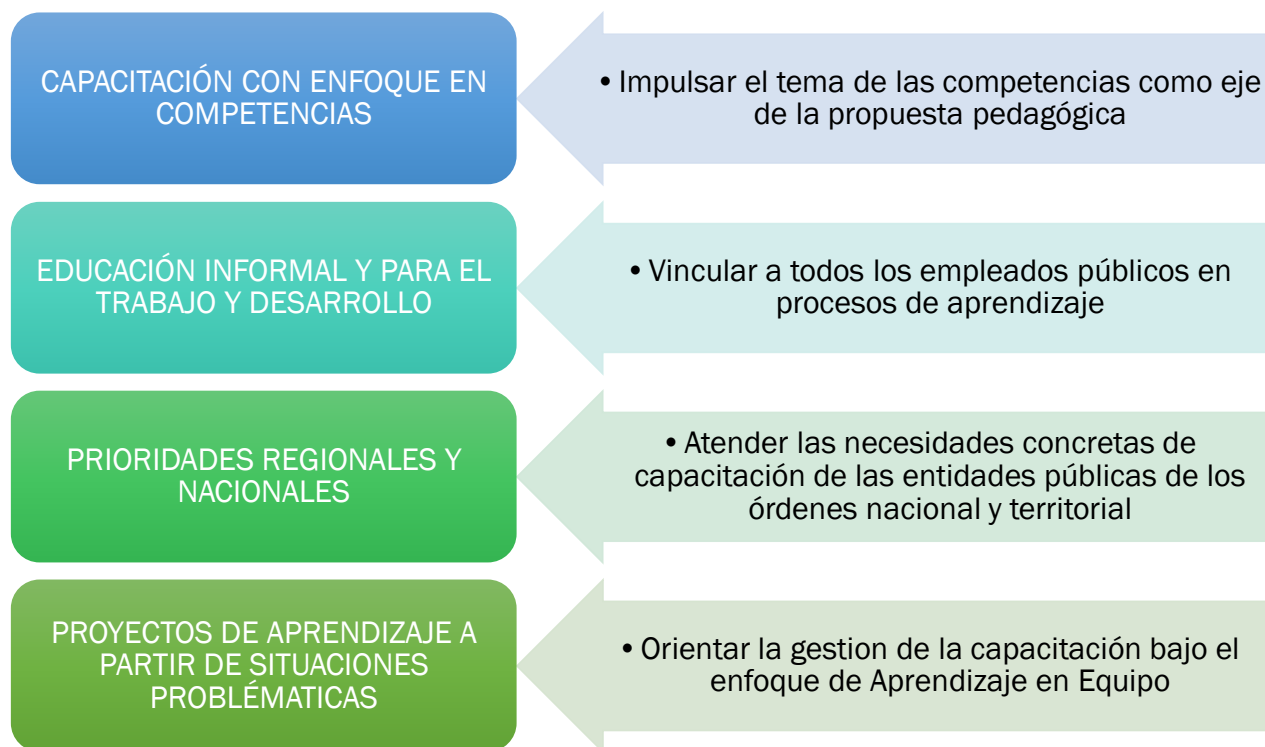 CAPACITACIÓN CON ENFOQUE EN
COMPETENCIAS
• Impulsar el tema de las competencias como eje
de la propuesta pedagógica
EDUCACIÓN INFORMAL Y PARA EL
TRABAJO Y DESARROLLO
• Vincular a todos los empleados públicos en
procesos de aprendizaje
PRIORIDADES REGIONALES Y
NACIONALES
• Atender las necesidades concretas de
capacitación de las entidades públicas de los
órdenes nacional y territorial
PROYECTOS DE APRENDIZAJE A
PARTIR DE SITUACIONES
PROBLÉMATICAS
• Orientar la gestion de la capacitación bajo el
enfoque de Aprendizaje en Equipo